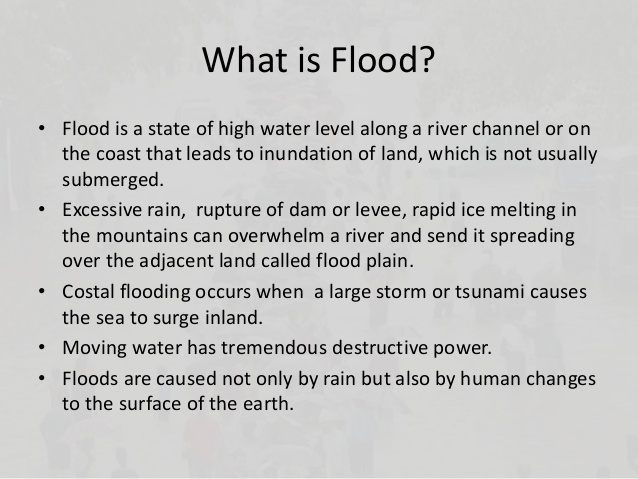 What is Flood?
• Flood is a state of high water level along a river channel or on
the coast that leads to inundation of land, which is not usually
submerged.
• Excessive rain,  rupture of dam or levee, rapid ice melting in
the mountains can overwhelm a river and send it spreading
over the adjacent land called flood plain.
• Costal flooding occurs when  a large storm or tsunami causes
the sea to surge inland.
• Moving water has tremendous destructive power.
• Floods are caused not only by rain but also by human changes
to the surface of the earth.